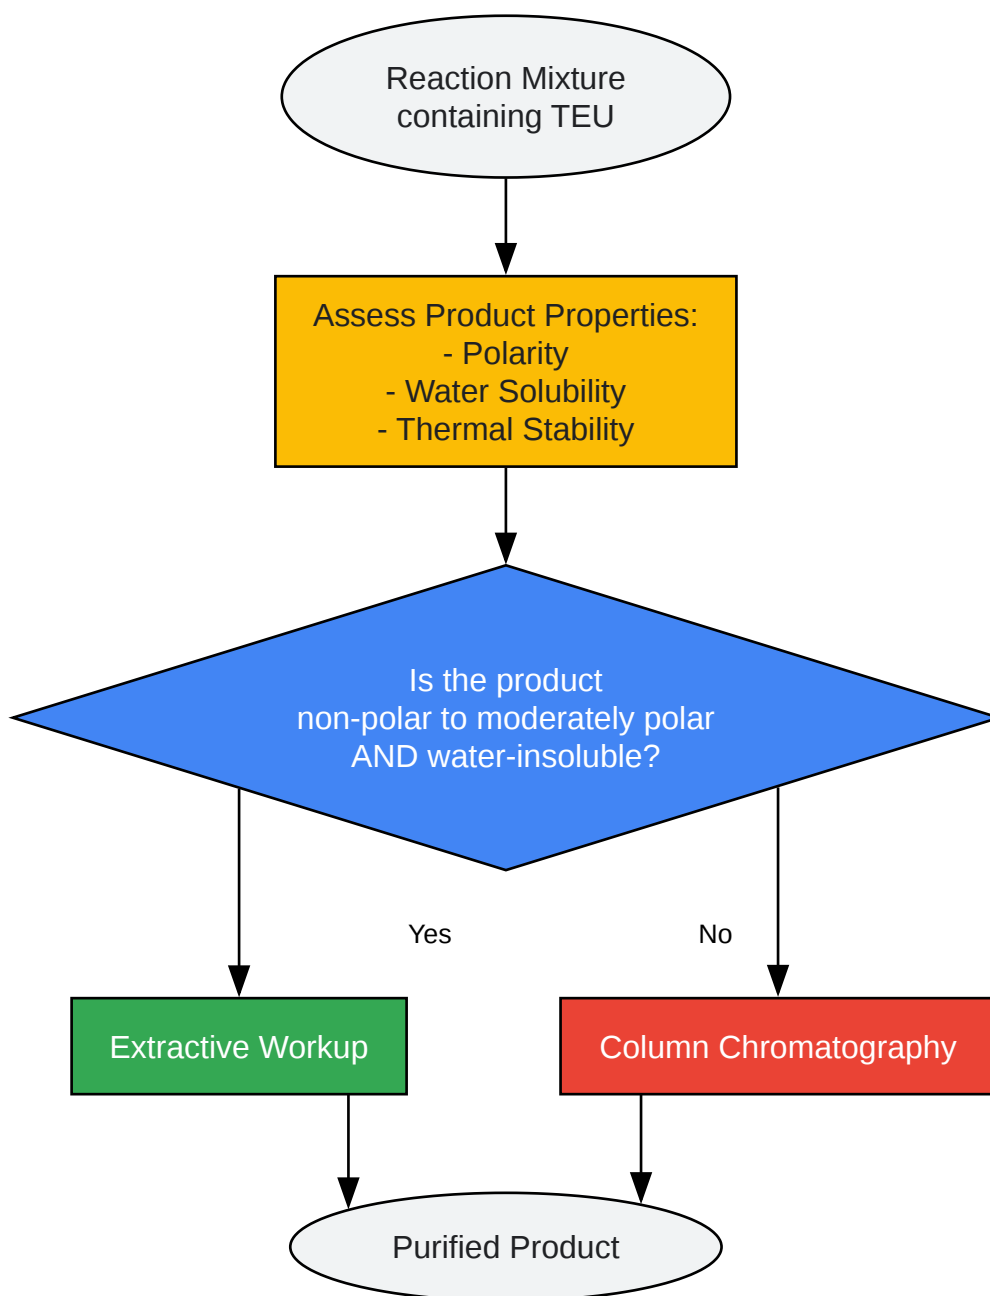 Reaction Mixture
containing TEU
Assess Product Properties:
- Polarity
- Water Solubility
- Thermal Stability
Is the product
non-polar to moderately polar
AND water-insoluble?
Yes
No
Extractive Workup
Column Chromatography
Purified Product